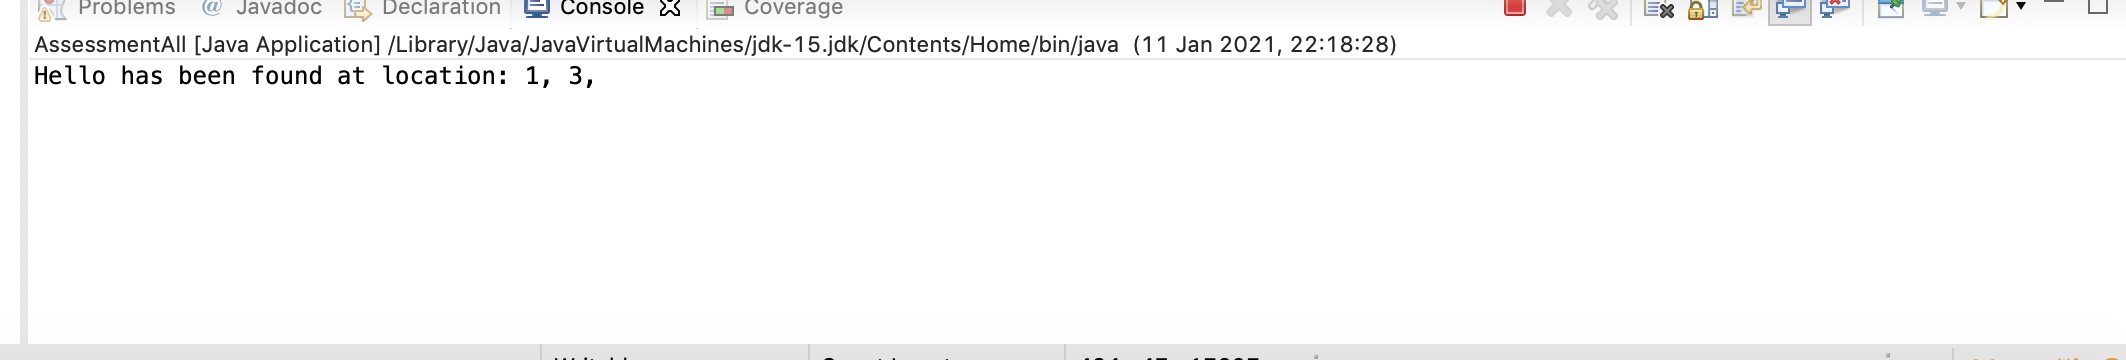 Problems @ Javadoc Declaration Console Coverage
AssessmentAll [Java Application] /Library/Java/JavaVirtualMachines/jdk-15.jdk/Contents/Home/bin/java (11 Jan 2021, 22:18:28)
Hello has been found at location: 1, 3,